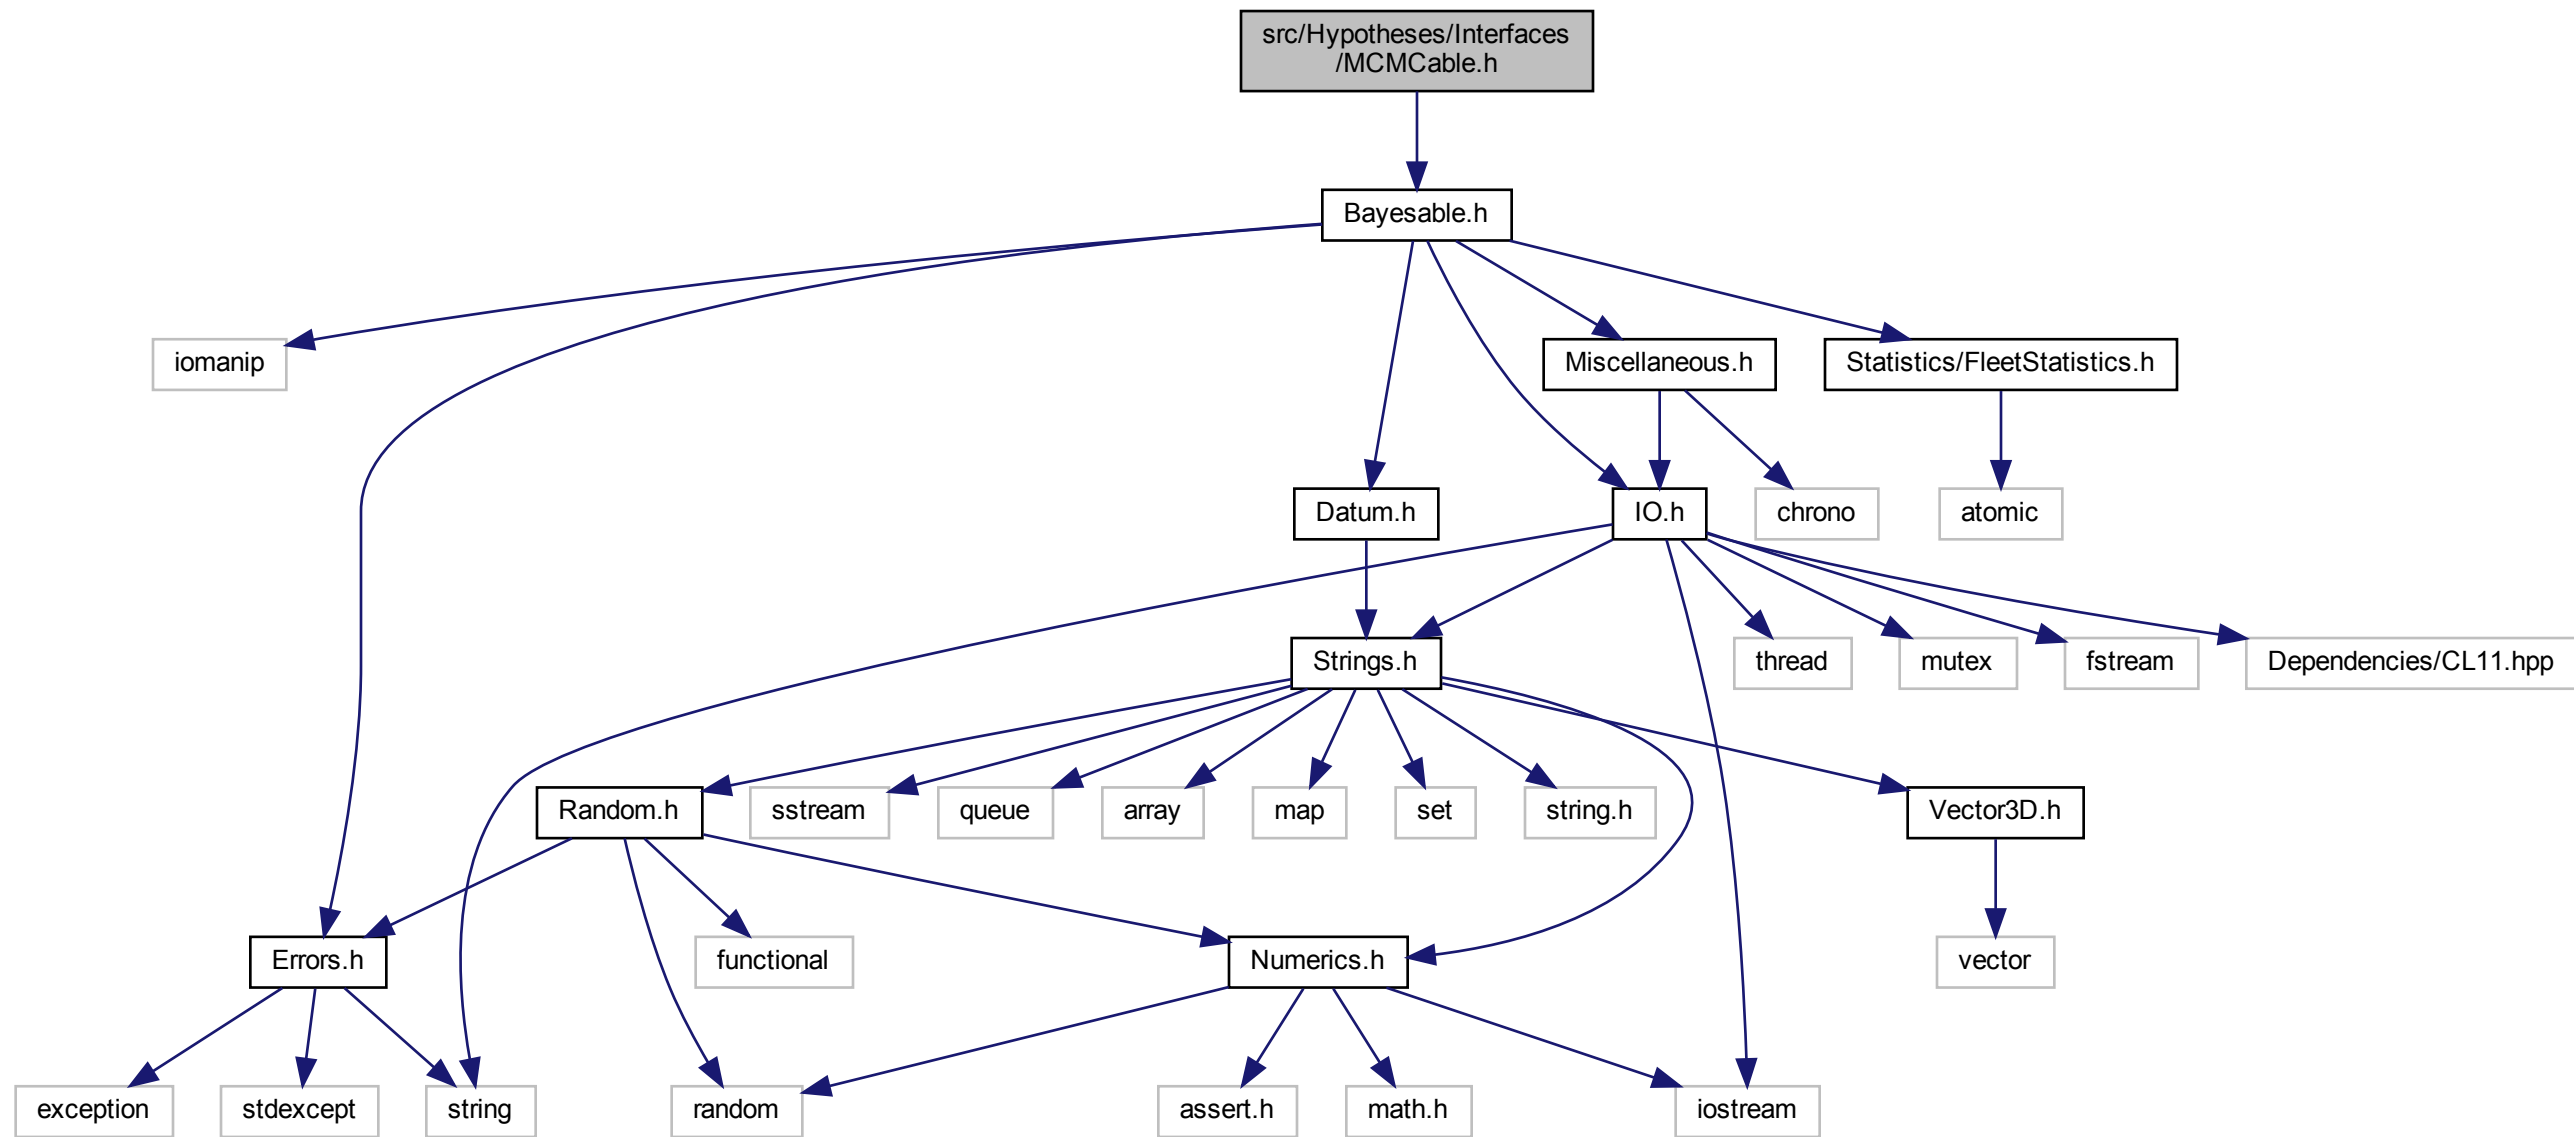 src/Hypotheses/Interfaces
/MCMCable.h
Bayesable.h
iomanip
Miscellaneous.h
Statistics/FleetStatistics.h
Datum.h
IO.h
chrono
atomic
Strings.h
thread
mutex
fstream
Dependencies/CL11.hpp
Random.h
sstream
queue
array
map
set
string.h
Vector3D.h
Errors.h
functional
Numerics.h
vector
exception
stdexcept
string
random
assert.h
math.h
iostream